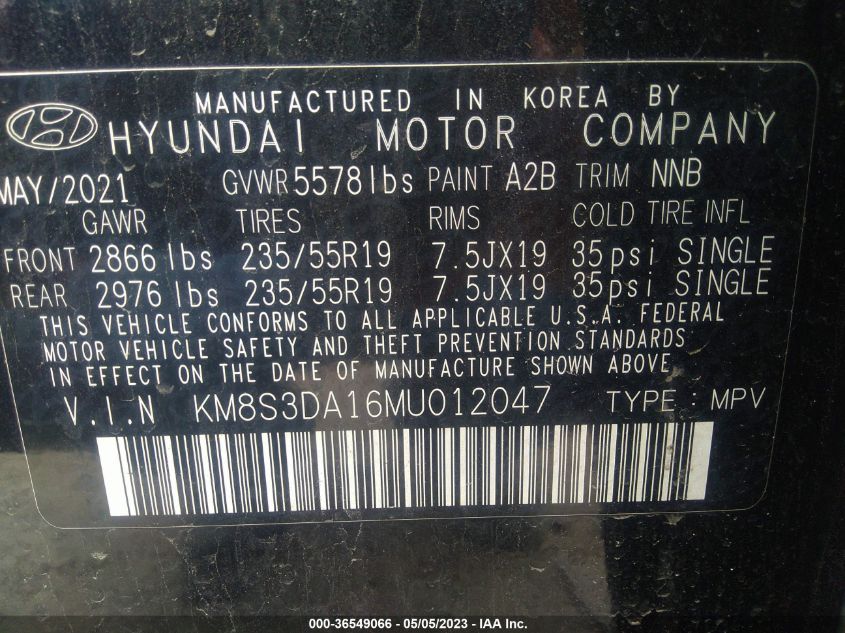 MANUFACTURED IN KOREA BY
HYUNDAI MOTOR COMPANY
MAY/2021 GVWR 5578 lbs PAINT A2B TRIM NNB
GAWR TIRES RIMS COLD TIRE INFL
FRONT 2866 lbs 235/55R19 7.5JX19 35psi SINGLE
REAR 2976 lbs 235/55R19 7.5JX19 35psi SINGLE
THIS VEHICLE CONFORMS TO ALL APPLICABLE U.S.A. FEDERAL
MOTOR VEHICLE SAFETY AND THEFT PREVENTION STANDARDS
IN EFFECT ON THE DATE OF MANUFACTURE SHOWN ABOVE
V.I.N KM8S3DA16MU012047 TYPE : MPV
000-36549066 - 05/05/2023 - IAA Inc.